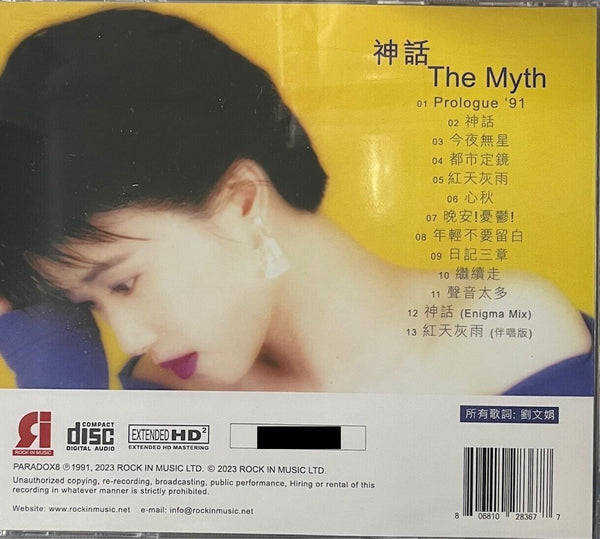 神話
The Myth
01 Prologue '91
02 神話
03 今夜無星
04 都市定鏡
05 紅天灰雨
06 心秋
07 晚安!憂鬱!
08 年輕不要留白
09 日記三章
10 繼續走
11 聲音太多
12 神話 (Enigma Mix)
13 紅天灰雨 (伴唱版)
所有歌詞: 劉文娟
ROCK IN MUSIC
COMPACT
disc
DIGITAL AUDIO
EXTENDED HD2
EXTENDED HD MASTERING
PARADOX8 ℗1991, 2023 ROCK IN MUSIC LTD. © 2023 ROCK IN MUSIC LTD.
Unauthorized copying, re-recording, broadcasting, public performance, Hiring or rental of this
recording in whatever manner is strictly prohibited.
Website: www.rockinmusic.net e-mail: info@rockinmusic.net
8 06810 28367 7